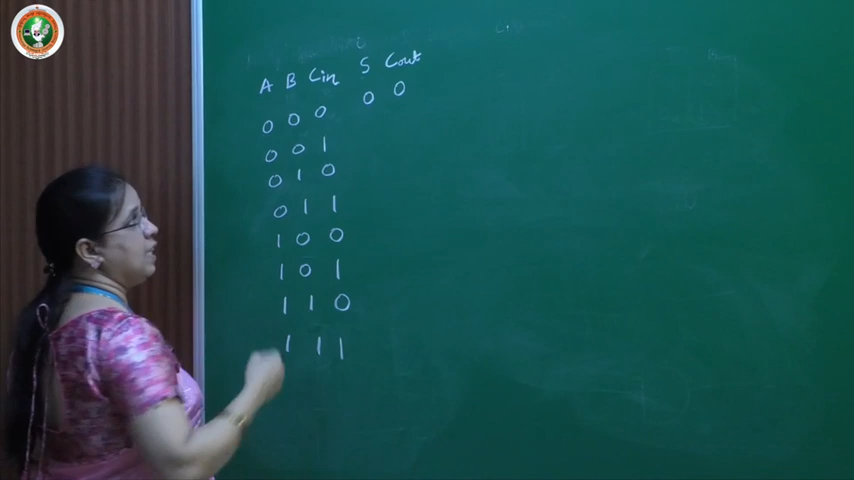 A B Cin S Cout
0 0 0 0 0
0 0 1
0 1 0
0 1 1
1 0 0
1 0 1
1 1 0
1 1 1